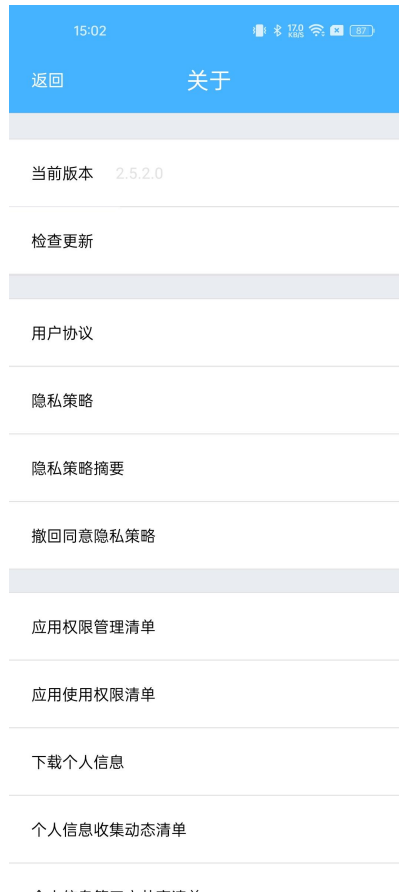 15:02
17.0
KB/S
87
返回
关于
当前版本 2.5.2.0
检查更新
用户协议
隐私策略
隐私策略摘要
撤回同意隐私策略
应用权限管理清单
应用使用权限清单
下载个人信息
个人信息收集动态清单